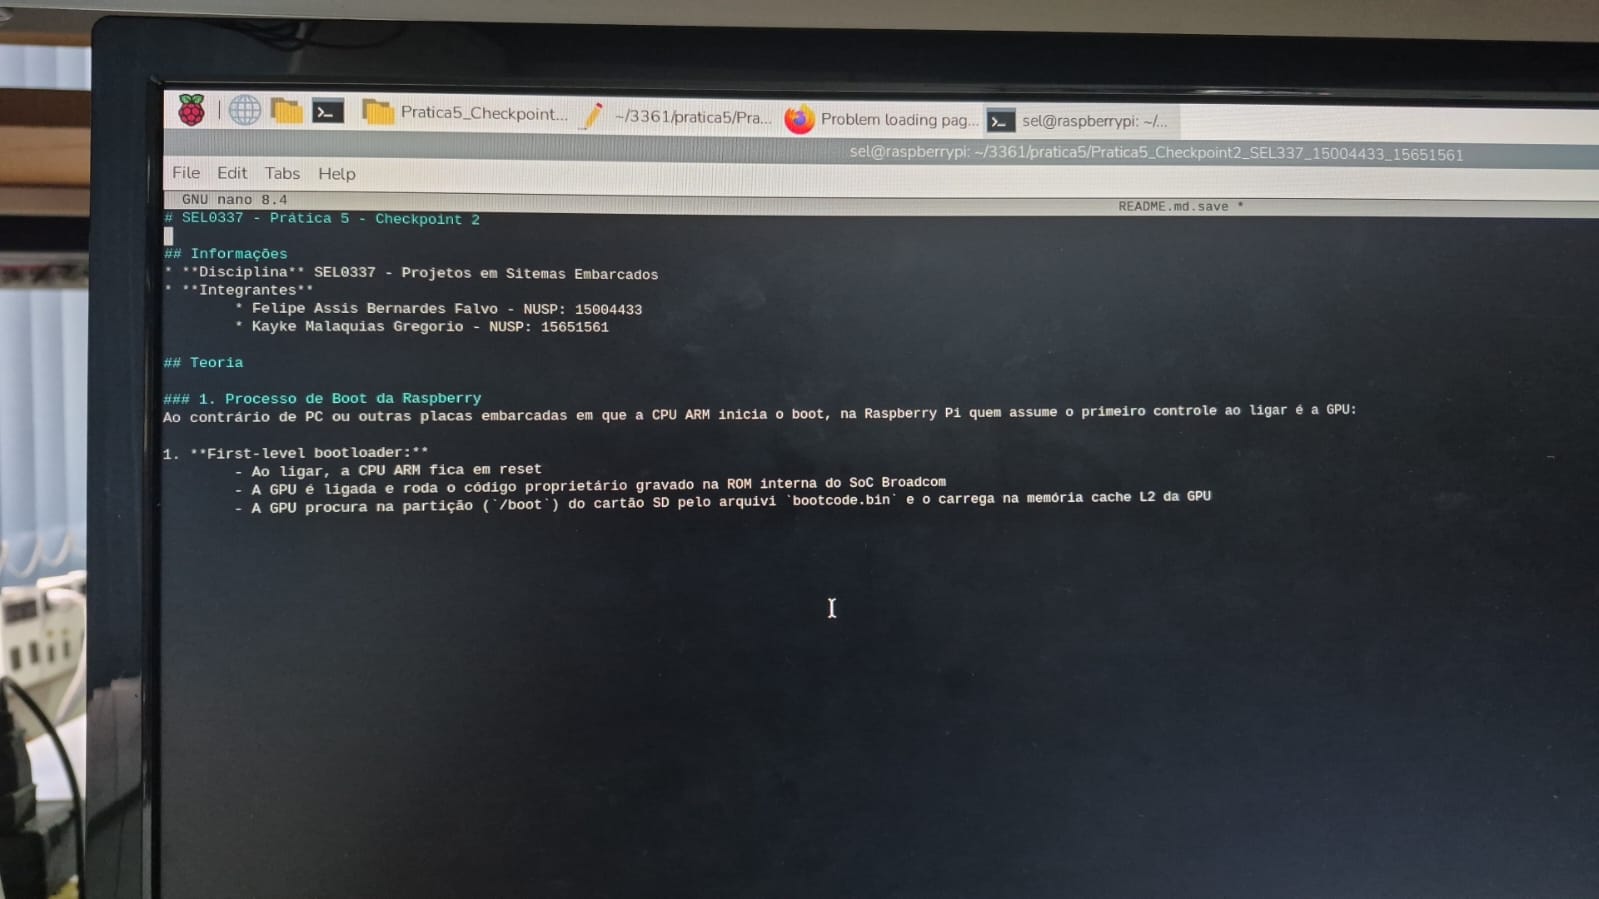 Pratica5_Checkpoint... ~/3361/pratica5/Pra... Problem loading pag... sel@raspberrypi: ~/...
sel@raspberrypi: ~/3361/pratica5/Pratica5_Checkpoint2_SEL337_15004433_15651561
File Edit Tabs Help
GNU nano 8.4 README.md.save *
# SEL0337 - Prática 5 - Checkpoint 2
## Informações
* **Disciplina** SEL0337 - Projetos em Sitemas Embarcados
* **Integrantes**
* Felipe Assis Bernardes Falvo - NUSP: 15004433
* Kayke Malaquias Gregorio - NUSP: 15651561
## Teoria
### 1. Processo de Boot da Raspberry
Ao contrário de PC ou outras placas embarcadas em que a CPU ARM inicia o boot, na Raspberry Pi quem assume o primeiro controle ao ligar é a GPU:
1. **First-level bootloader:**
- Ao ligar, a CPU ARM fica em reset
- A GPU é ligada e roda o código proprietário gravado na ROM interna do SoC Broadcom
- A GPU procura na partição (`/boot`) do cartão SD pelo arquivi `bootcode.bin` e o carrega na memória cache L2 da GPU